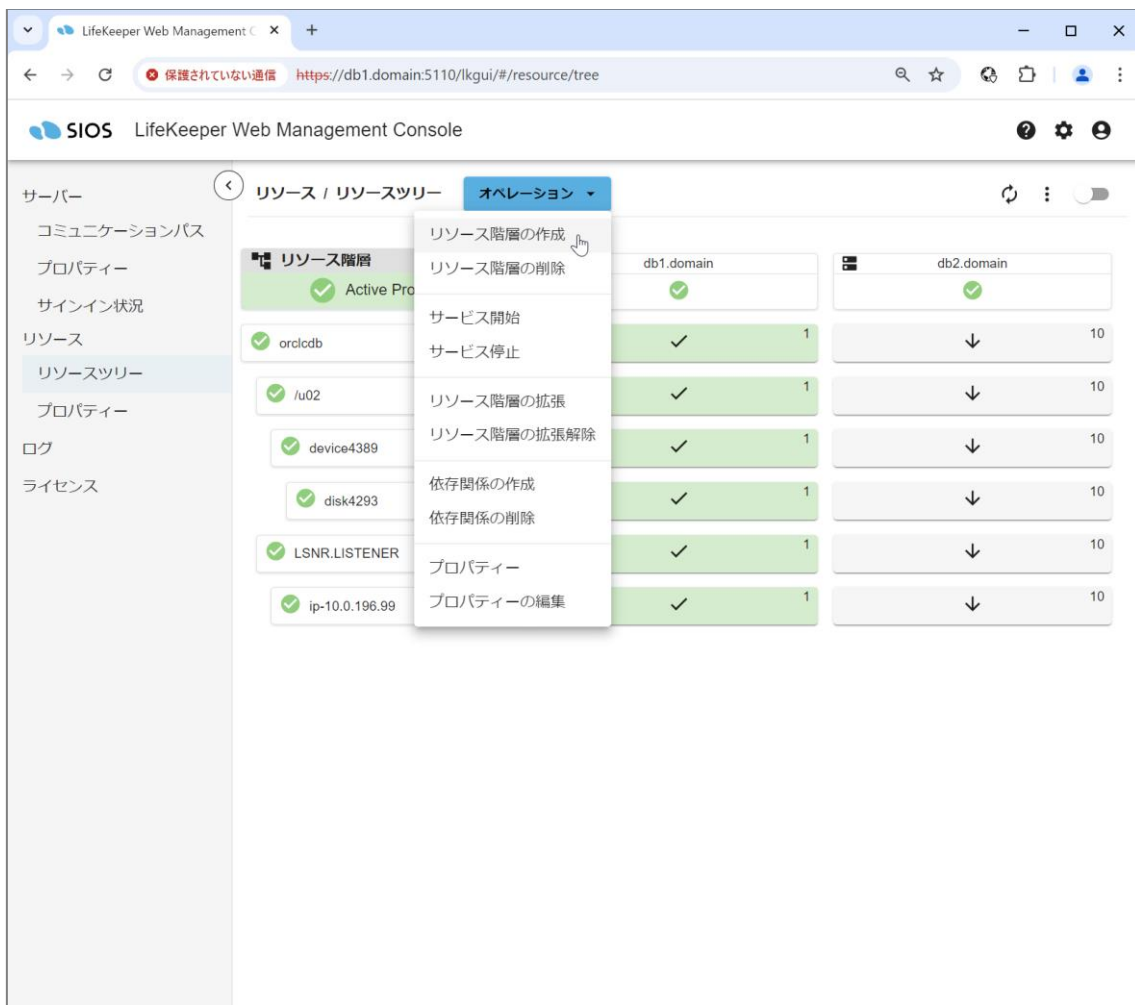 LifeKeeper Web Management C
保護されていない通信 https://db1.domain:5110/lkgui/#/resource/tree
SIOS LifeKeeper Web Management Console
サーバー
コミュニケーションパス
プロパティー
サインイン状況
リソース
リソースツリー
プロパティー
ログ
ライセンス
リソース / リソースツリー オペレーション
リソース階層の作成
リソース階層の削除
サービス開始
サービス停止
リソース階層の拡張
リソース階層の拡張解除
依存関係の作成
依存関係の削除
プロパティー
プロパティーの編集
リソース階層 db1.domain db2.domain
Active Pro
orclcdb 1 10
/u02 1 10
device4389 1 10
disk4293 1 10
LSNR.LISTENER 1 10
ip-10.0.196.99 1 10